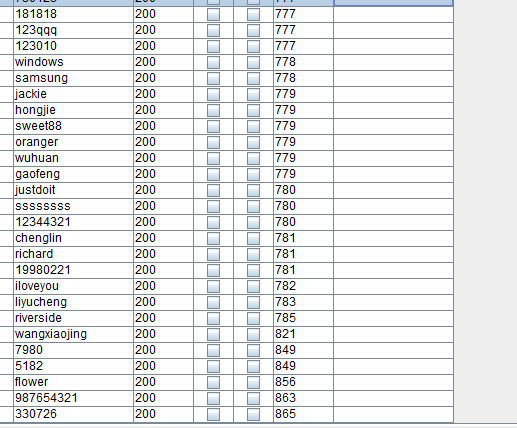 181818 200 777
123qqq 200 777
123010 200 777
windows 200 778
samsung 200 778
jackie 200 779
hongjie 200 779
sweet88 200 779
oranger 200 779
wuhuan 200 779
gaofeng 200 779
justdoit 200 780
ssssssss 200 780
12344321 200 780
chenglin 200 781
richard 200 781
19980221 200 781
iloveyou 200 782
liyucheng 200 783
riverside 200 785
wangxiaojing 200 821
7980 200 849
5182 200 849
flower 200 856
987654321 200 863
330726 200 865